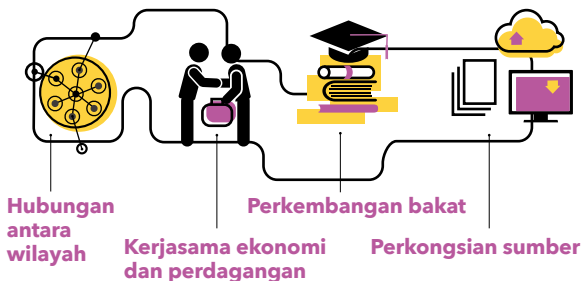 Hubungan
antara
wilayah
Kerjasama ekonomi
dan perdagangan
Perkembangan bakat
Perkongsian sumber